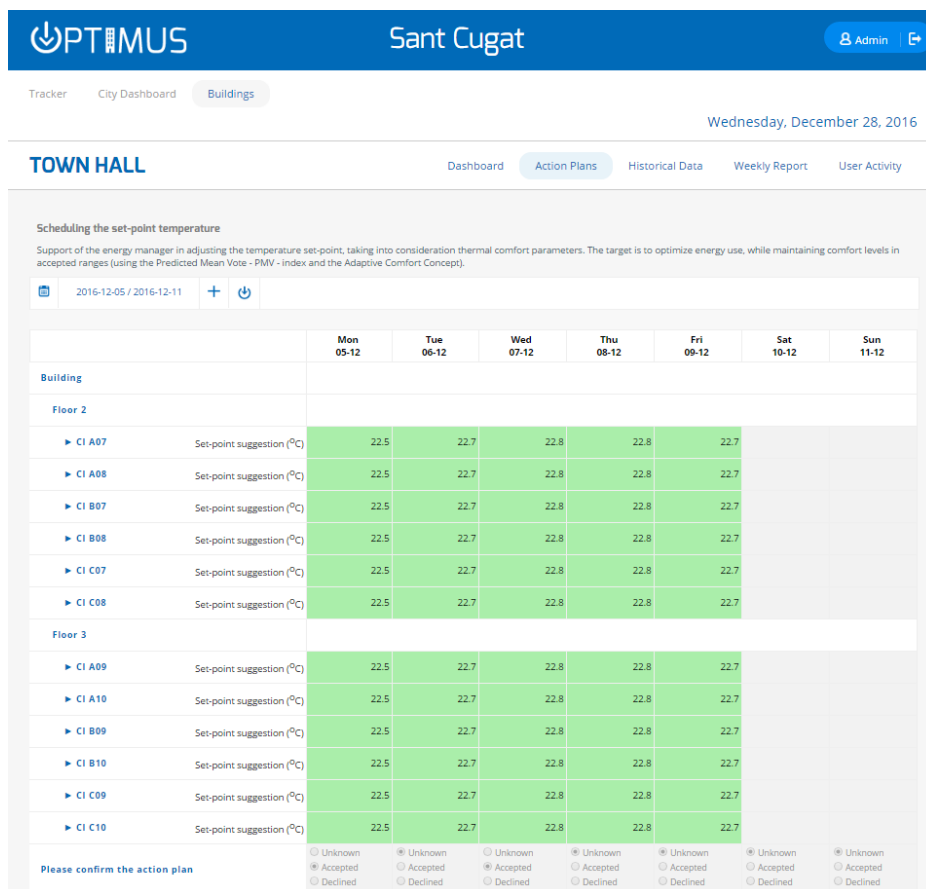 OPTIMUS
Sant Cugat
Admin
Tracker City Dashboard Buildings
Wednesday, December 28, 2016
TOWN HALL
Dashboard Action Plans Historical Data Weekly Report User Activity
Scheduling the set-point temperature
Support of the energy manager in adjusting the temperature set-point, taking into consideration thermal comfort parameters. The target is to optimize energy use, while maintaining comfort levels in
accepted ranges (using the Predicted Mean Vote - PMV - index and the Adaptive Comfort Concept).
2016-12-05 / 2016-12-11 +
Mon Tue Wed Thu Fri Sat Sun
05-12 06-12 07-12 08-12 09-12 10-12 11-12
Building
Floor 2
► CI A07 Set-point suggestion (ºC) 22.5 22.7 22.8 22.8 22.7
► CI A08 Set-point suggestion (ºC) 22.5 22.7 22.8 22.8 22.7
► CI B07 Set-point suggestion (ºC) 22.5 22.7 22.8 22.8 22.7
► CI B08 Set-point suggestion (ºC) 22.5 22.7 22.8 22.8 22.7
► CI C07 Set-point suggestion (ºC) 22.5 22.7 22.8 22.8 22.7
► CI C08 Set-point suggestion (ºC) 22.5 22.7 22.8 22.8 22.7
Floor 3
► CI A09 Set-point suggestion (ºC) 22.5 22.7 22.8 22.8 22.7
► CI A10 Set-point suggestion (ºC) 22.5 22.7 22.8 22.8 22.7
► CI B09 Set-point suggestion (ºC) 22.5 22.7 22.8 22.8 22.7
► CI B10 Set-point suggestion (ºC) 22.5 22.7 22.8 22.8 22.7
► CI C09 Set-point suggestion (ºC) 22.5 22.7 22.8 22.8 22.7
► CI C10 Set-point suggestion (ºC) 22.5 22.7 22.8 22.8 22.7
Unknown Unknown Unknown Unknown Unknown Unknown Unknown
Please confirm the action plan Accepted Accepted Accepted Accepted Accepted Accepted Accepted
Declined Declined Declined Declined Declined Declined Declined